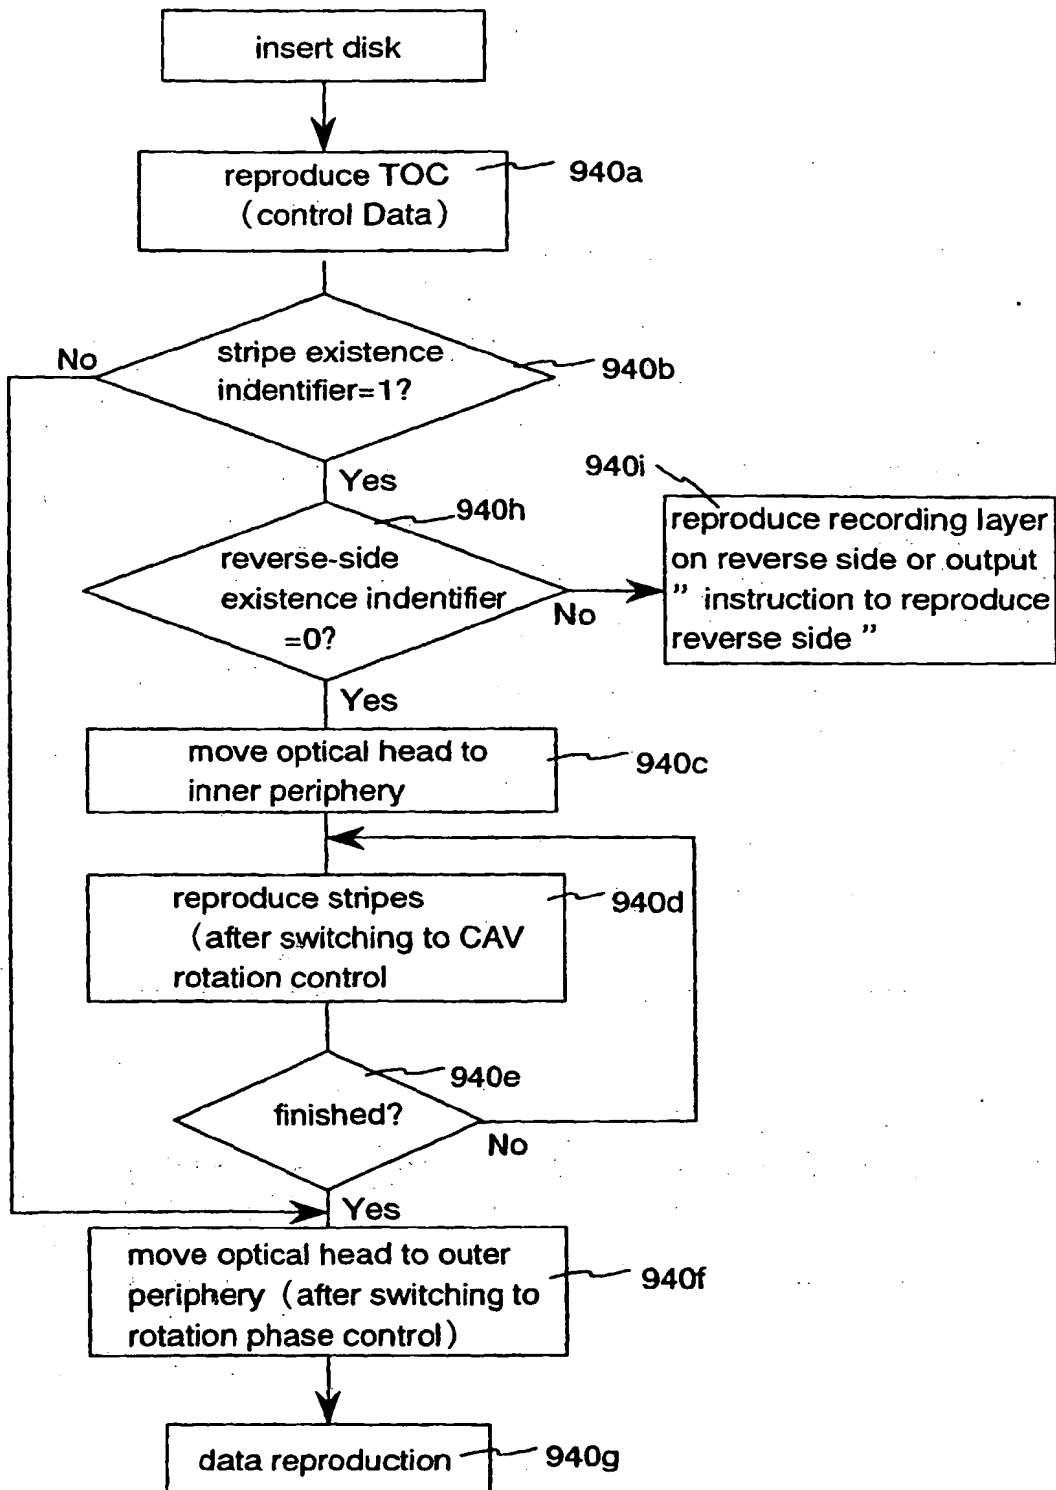 insert disk
reproduce TOC
(control Data)
940a
No
stripe existence
indentifier=1?
940b
Yes
940i
940h
reverse-side
existence indentifier
=0?
No
reproduce recording layer
on reverse side or output
" instruction to reproduce
reverse side "
Yes
move optical head to
inner periphery
940c
reproduce stripes
(after switching to CAV
rotation control
940d
940e
finished?
No
Yes
move optical head to outer
periphery (after switching to
rotation phase control)
940f
data reproduction
940g